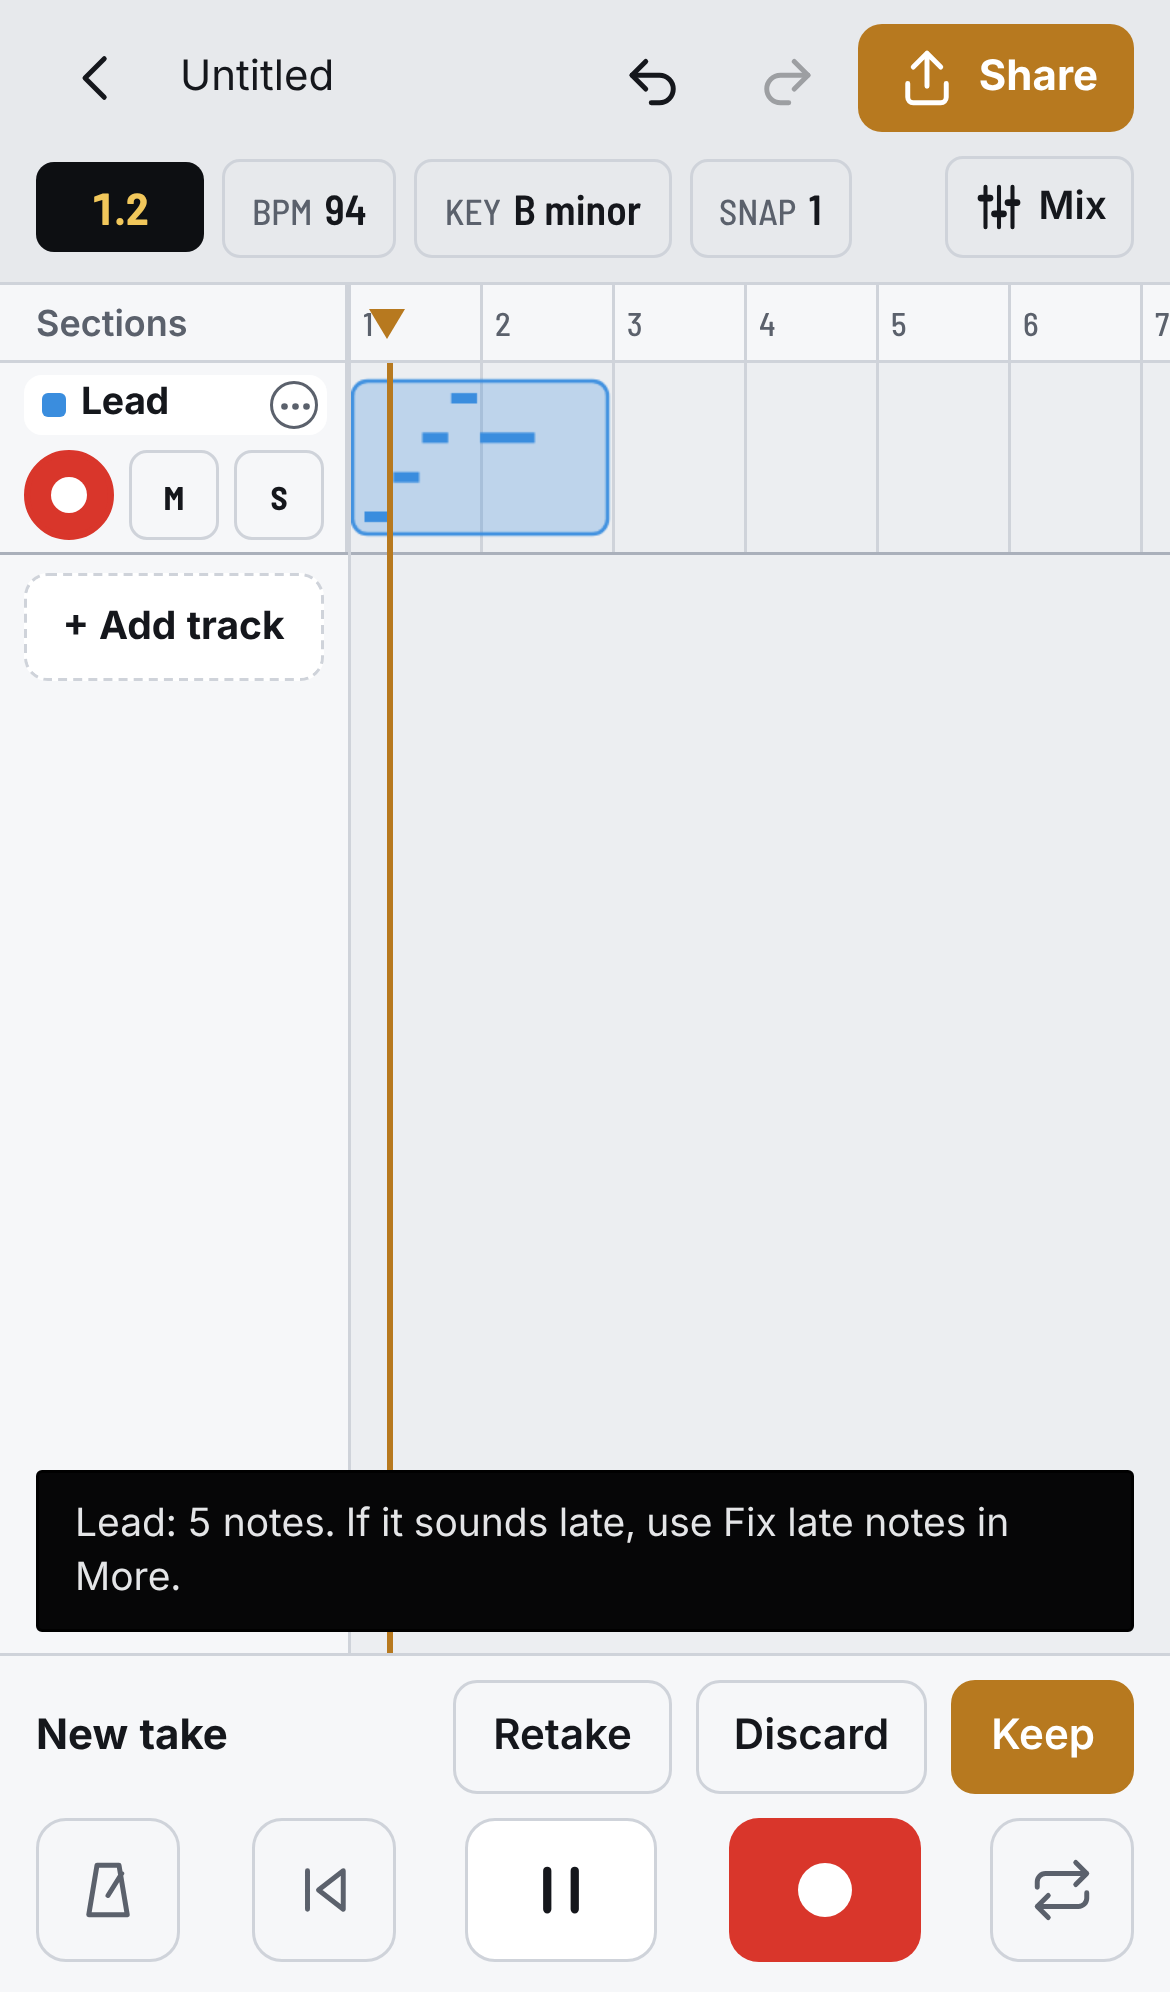 Untitled
Share
1.2
BPM 94
KEY B minor
SNAP 1
Mix
Sections
1
2
3
4
5
6
7
Lead
M
S
+ Add track
Lead: 5 notes. If it sounds late, use Fix late notes in
More.
New take
Retake
Discard
Keep